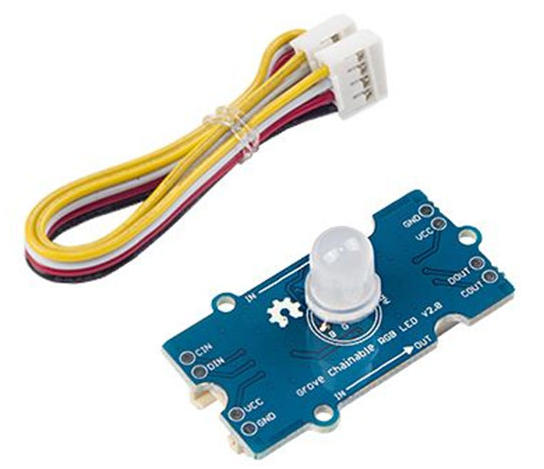 GND
VCC
DOUT
COUT
IN
CIN
DIN
VCC
GND
Grove Chainable RGB LED V2.0
IN
OUT